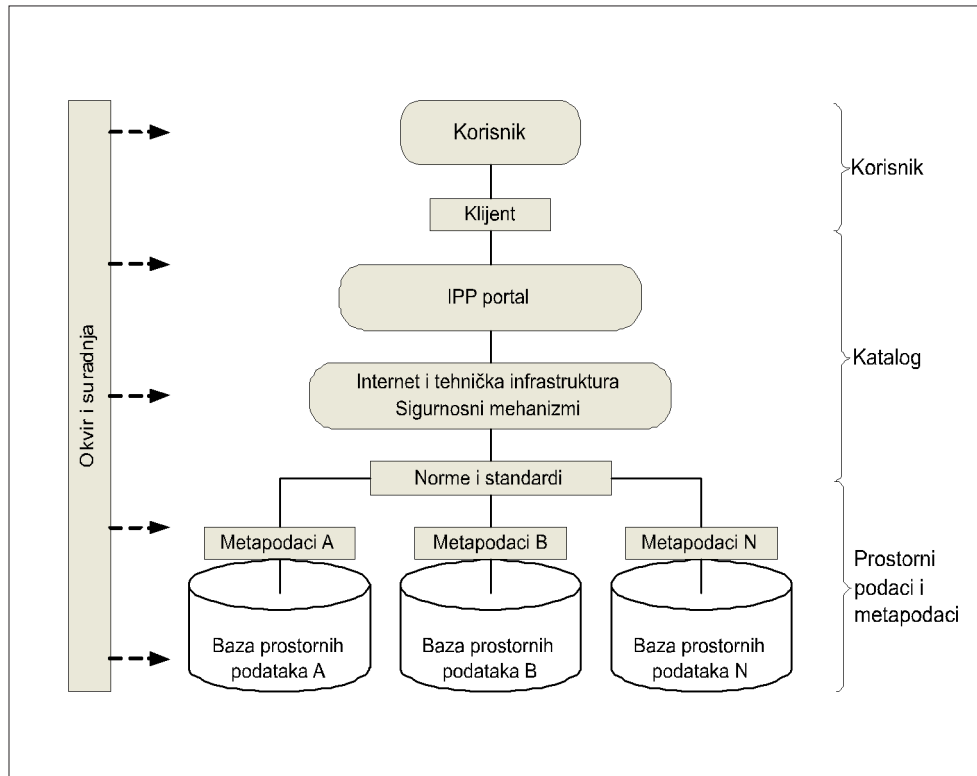 Okvir i suradnja
Korisnik
Klijent
IPP portal
Internet i tehnička infrastruktura
Sigurnosni mehanizmi
Norme i standardi
Metapodaci A
Metapodaci B
Metapodaci N
Baza prostornih
podataka A
Baza prostornih
podataka B
Baza prostornih
podataka N
Korisnik
Katalog
Prostorni
podaci i
metapodaci